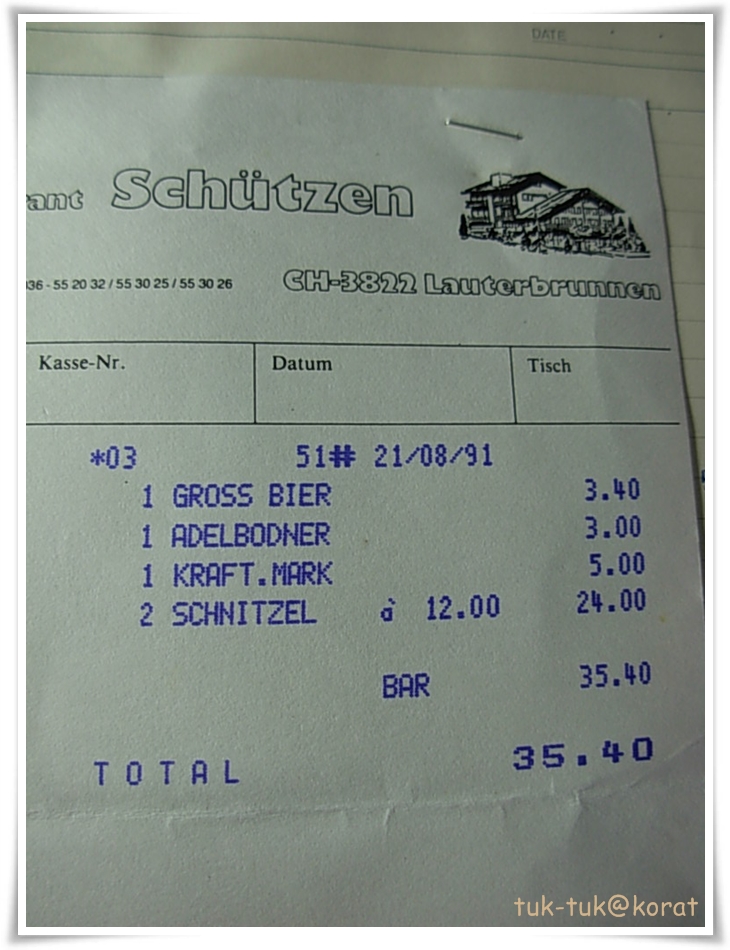 DATE
ant Schützen
036 - 55 20 32 / 55 30 25 / 55 30 26
CH-3822 Lauterbrunnen
Kasse-Nr. Datum Tisch
*03 51# 21/08/91
1 GROSS BIER 3.40
1 ADELBODNER 3.00
1 KRAFT.MARK 5.00
2 SCHNITZEL à 12.00 24.00
BAR 35.40
TOTAL 35.40
tuk-tuk@korat